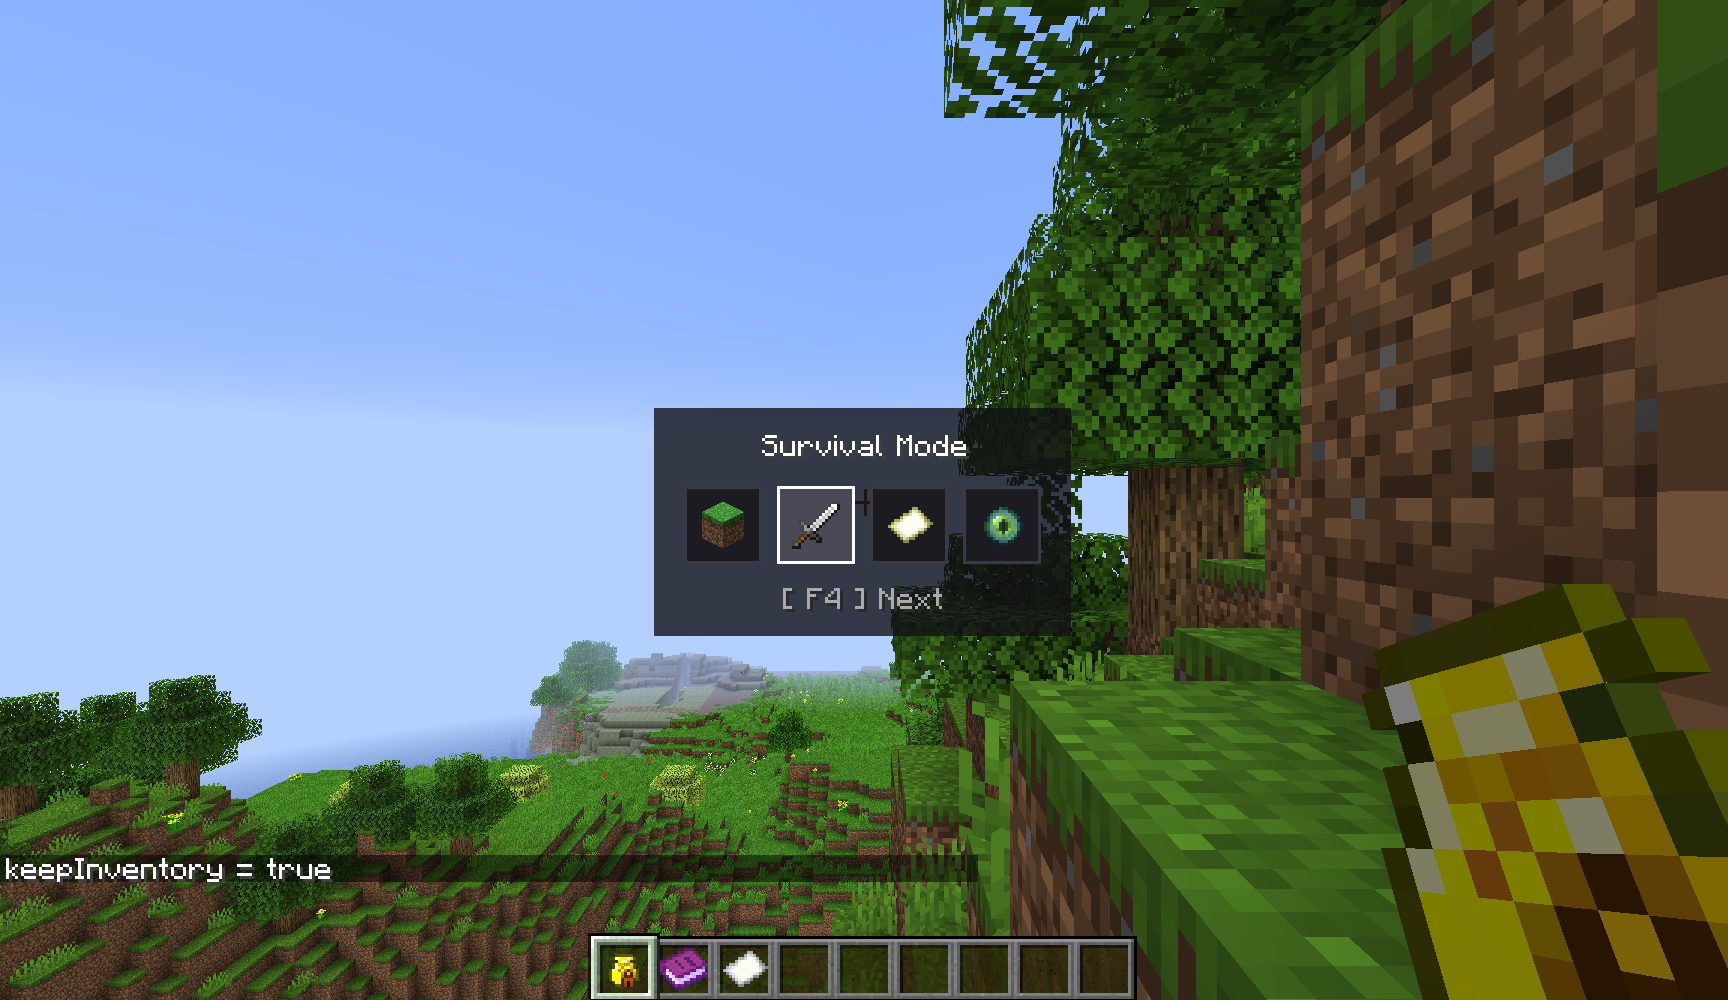 Survival Mode
[ F4 ] Next
keepInventory = true